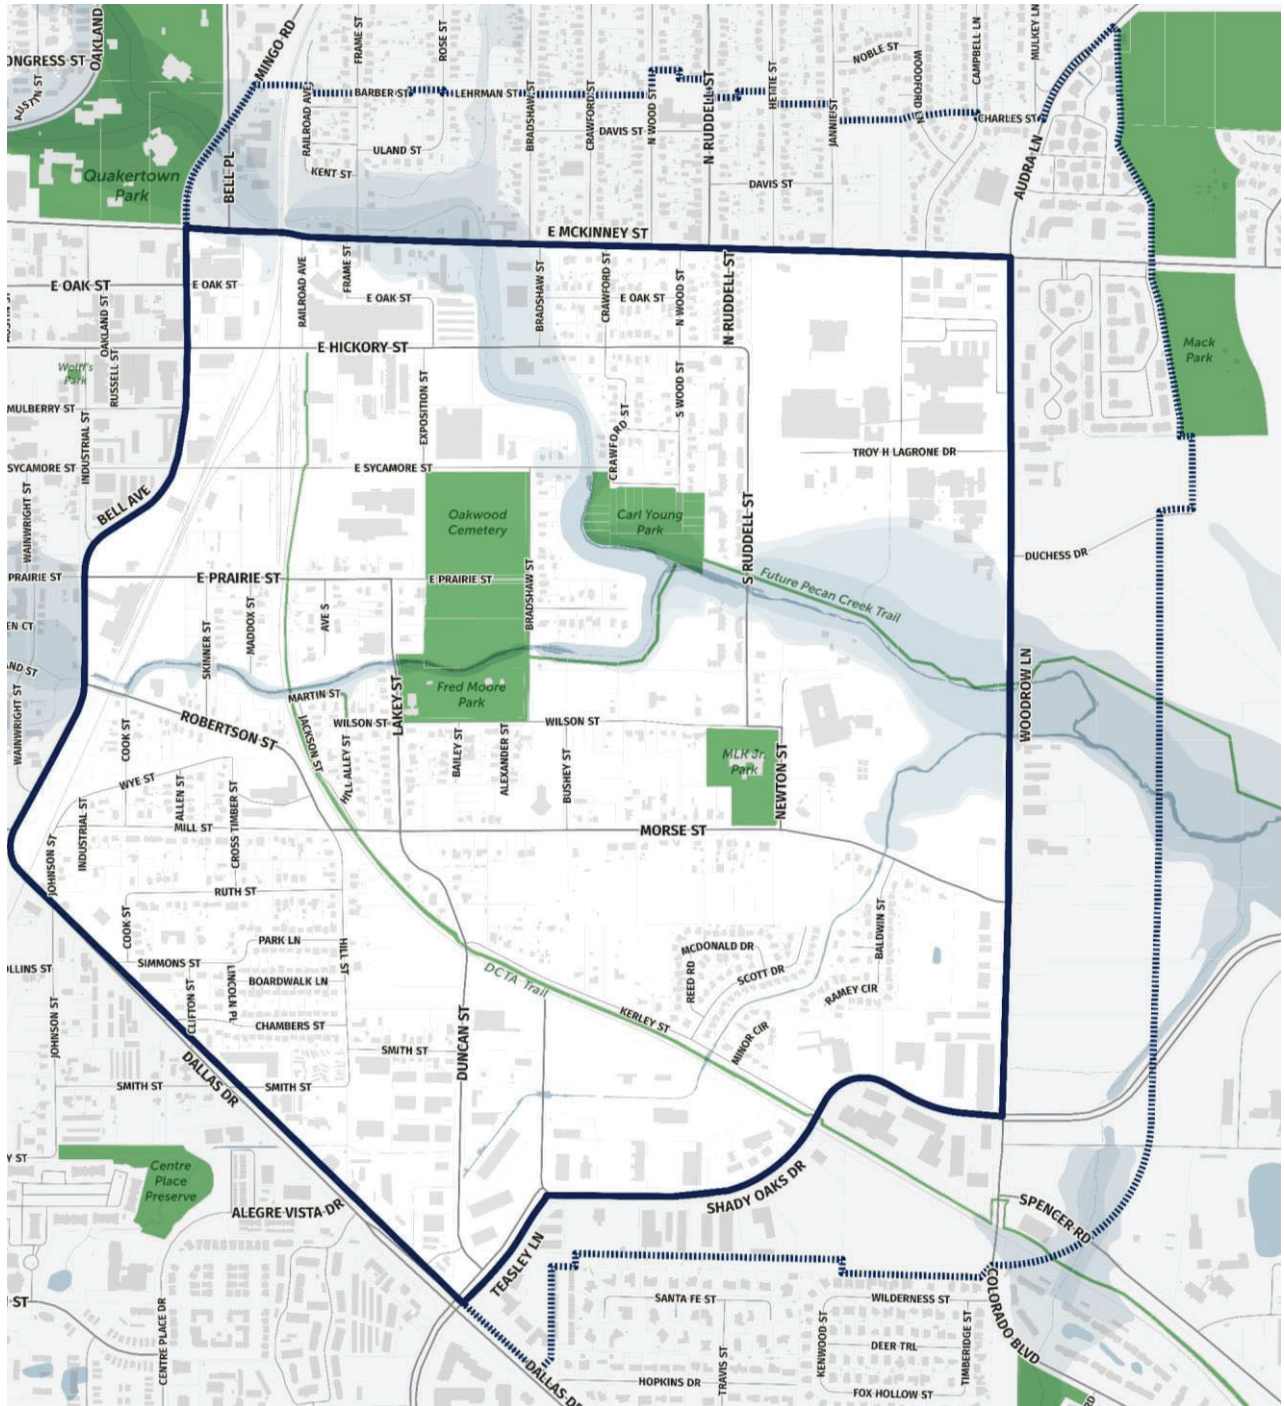 ONGRESS ST
OAKLAND
AUSTIN ST
MINGO RD
FRAME ST
ROSE ST
NOBLE ST
CAMPBELL LN
MULKEY LN
RAILROAD AVE
BARBER ST
LEHRMAN ST
BRADSHAW ST
CRAWFORD ST
N WOOD ST
N RUDDELL ST
HETTIE ST
JANNIE ST
WOODFORD LN
CHARLES ST
DAVIS ST
ULAND ST
KENT ST
BELL PL
DAVIS ST
AUDRA LN
Quakertown
Park
E MCKINNEY ST
E OAK ST
E OAK ST
RAILROAD AVE
FRAME ST
E OAK ST
BRADSHAW ST
CRAWFORD ST
E OAK ST
N WOOD ST
N RUDDELL ST
OAKLAND ST
E HICKORY ST
Mack
Park
Wolff's
Park
RUSSELL ST
EXPOSITION ST
S WOOD ST
MULBERRY ST
INDUSTRIAL ST
CRAWFORD ST
SYCAMORE ST
E SYCAMORE ST
TROY H LAGRONE DR
BELL AVE
WAINWRIGHT ST
Oakwood
Cemetery
Carl Young
Park
S RUDDELL ST
DUCHESS DR
PRAIRIE ST
E PRAIRIE ST
E PRAIRIE ST
BRADSHAW ST
Future Pecan Creek Trail
EN CT
SKINNER ST
MADDOX ST
AVE S
AND ST
WAINWRIGHT ST
MARTIN ST
LAKEY ST
Fred Moore
Park
WOODROW LN
ROBERTSON ST
COOK ST
JACKSON ST
WILSON ST
WILSON ST
BAILEY ST
ALEXANDER ST
BUSHEY ST
HILL ALLEY ST
MLK Jr.
Park
NEWTON ST
WYE ST
ALLEN ST
CROSS TIMBER ST
INDUSTRIAL ST
MILL ST
MORSE ST
JOHNSON ST
RUTH ST
COOK ST
PARK LN
HILL ST
MCDONALD DR
BALDWIN ST
OLLINS ST
SIMMONS ST
LINCOLN PL
BOARDWALK LN
DCTA Trail
REED RD
SCOTT DR
RAMEY CIR
JOHNSON ST
CLIFTON ST
CHAMBERS ST
KERLEY ST
MINOR CIR
SMITH ST
DUNCAN ST
DALLAS DR
SMITH ST
SMITH ST
Y ST
Centre
Place
Preserve
ALEGRE VISTA DR
SHADY OAKS DR
SPENCER RD
TEASLEY LN
ST
SANTA FE ST
WILDERNESS ST
COLORADO BLVD
CENTRE PLACE DR
TRAVIS ST
KENWOOD ST
DEER TRL
TIMBERIDGE ST
DALLAS DR
HOPKINS DR
FOX HOLLOW ST
RD